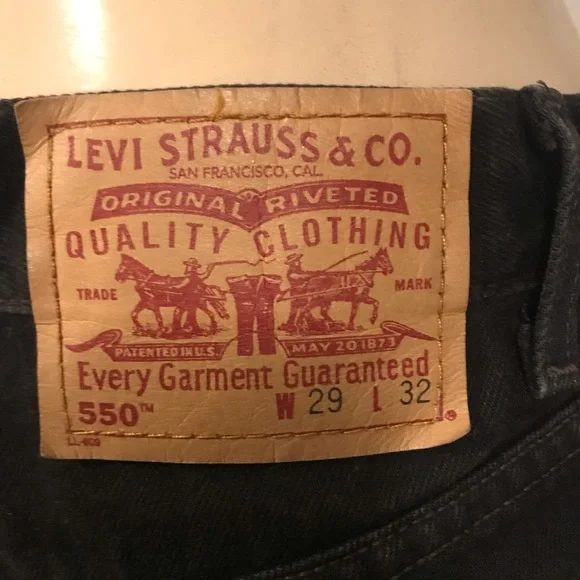 LEVI STRAUSS & CO.
SAN FRANCISCO, CAL.
ORIGINAL RIVETED
QUALITY CLOTHING
TRADE MARK
PATENTED IN U.S. MAY 20 1873
Every Garment Guaranteed
550™ W 29 L 32
®